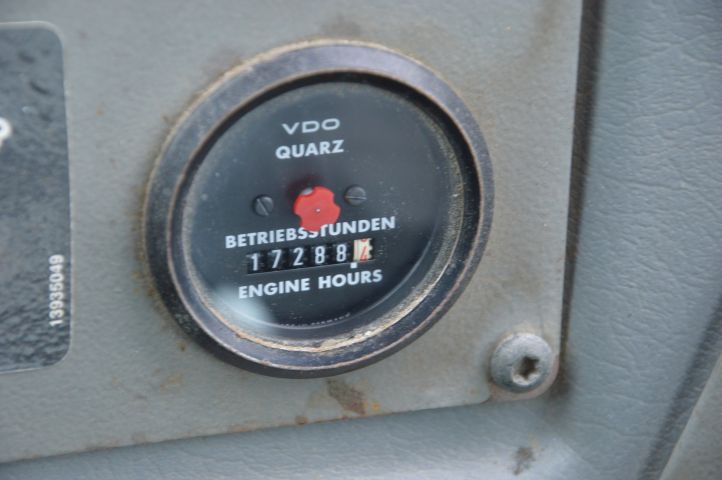 VDO
QUARZ
BETRIEBSSTUNDEN
17288
ENGINE HOURS
13935049